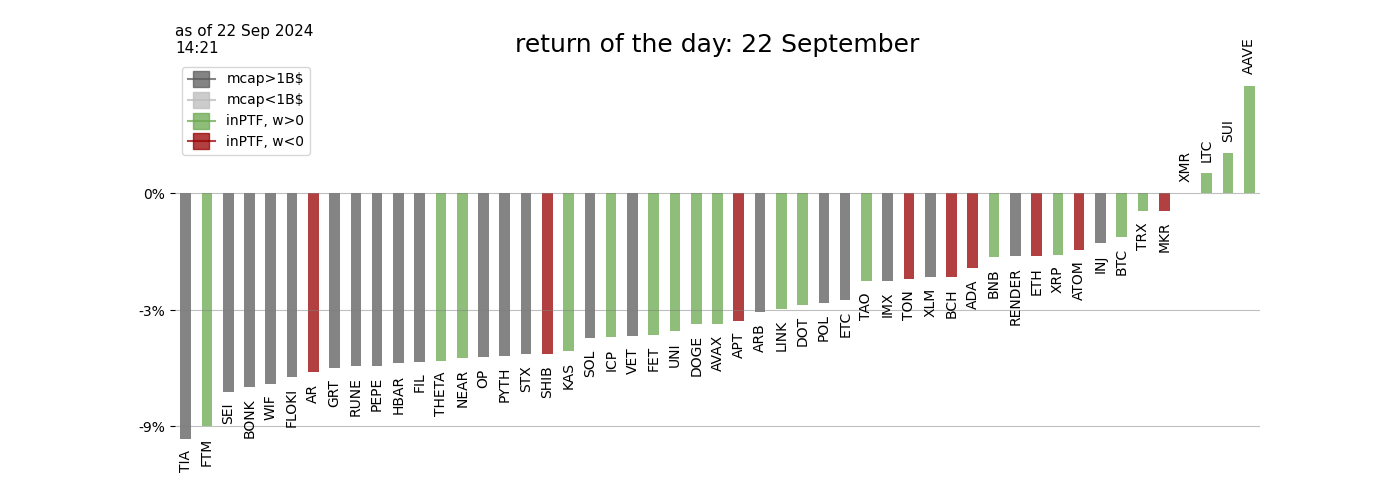 as of 22 Sep 2024
14:21
return of the day: 22 September
mcap>1B$
mcap<1B$
inPTF, w>0
inPTF, w<0
0%
-3%
-9%
TIA
FTM
SEI
BONK
WIF
FLOKI
AR
GRT
RUNE
PEPE
HBAR
FIL
THETA
NEAR
OP
PYTH
STX
SHIB
KAS
SOL
ICP
VET
FET
UNI
DOGE
AVAX
APT
ARB
LINK
DOT
POL
ETC
TAO
IMX
TON
XLM
BCH
ADA
BNB
RENDER
ETH
XRP
ATOM
INJ
BTC
TRX
MKR
XMR
LTC
SUI
AAVE